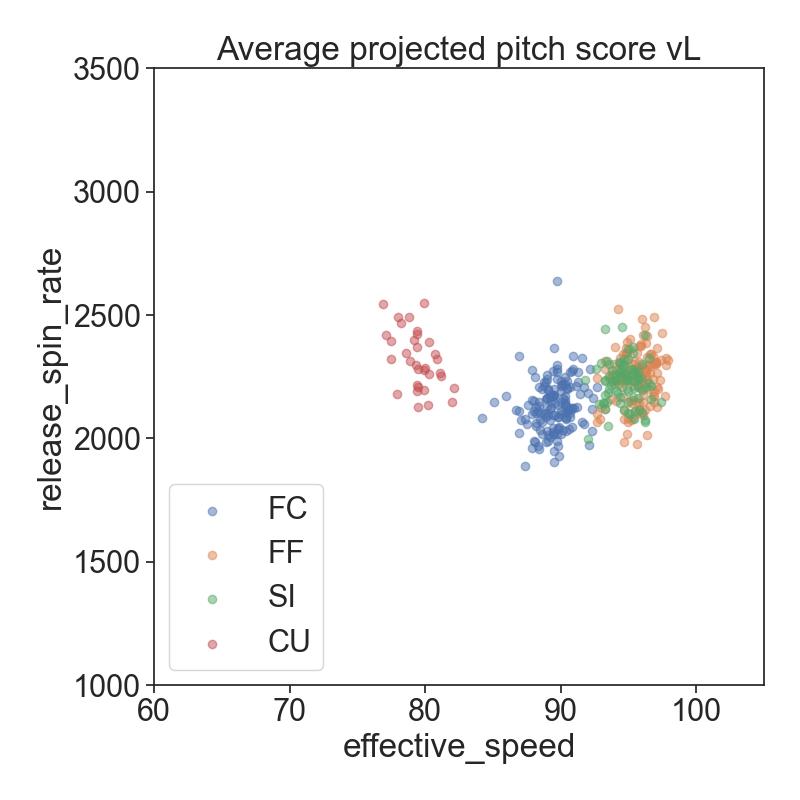 Average projected pitch score vL
3500
3000
2500
2000
1500
1000
release_spin_rate
FC
FF
SI
CU
60
70
80
90
100
effective_speed